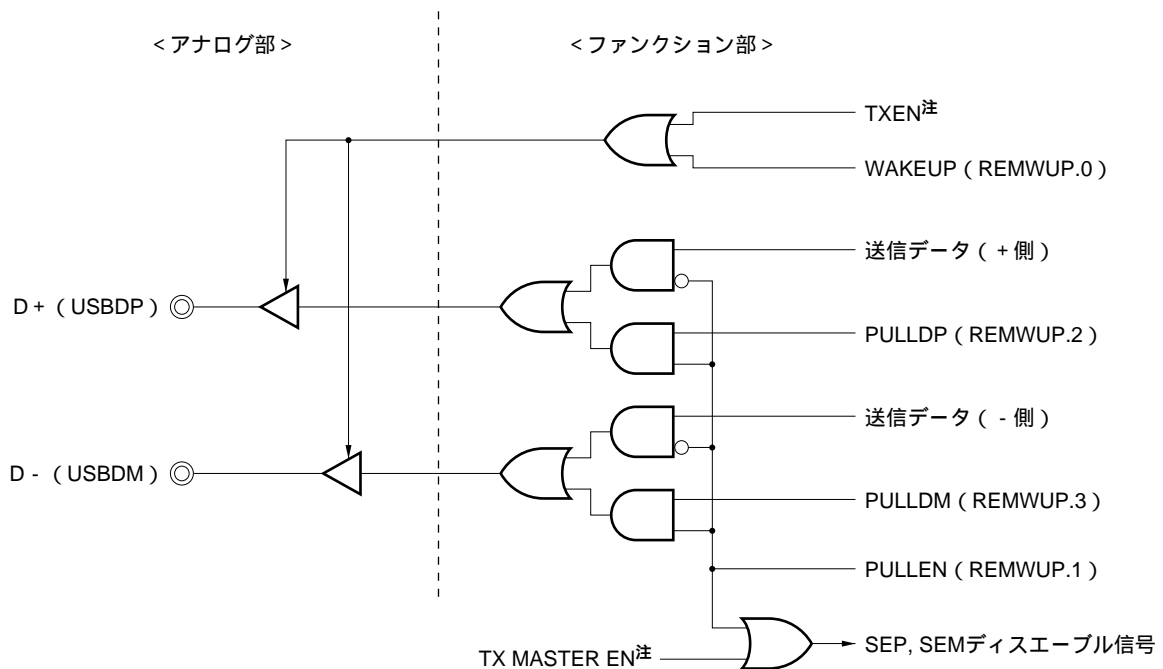 <アナログ部>
<ファンクション部>
TXEN注
WAKEUP（REMWUP.0）
送信データ（+側）
D+（USBDP）
PULLDP（REMWUP.2）
送信データ（-側）
D-（USBDM）
PULLDM（REMWUP.3）
PULLEN（REMWUP.1）
SEP, SEMディスエーブル信号
TX MASTER EN注